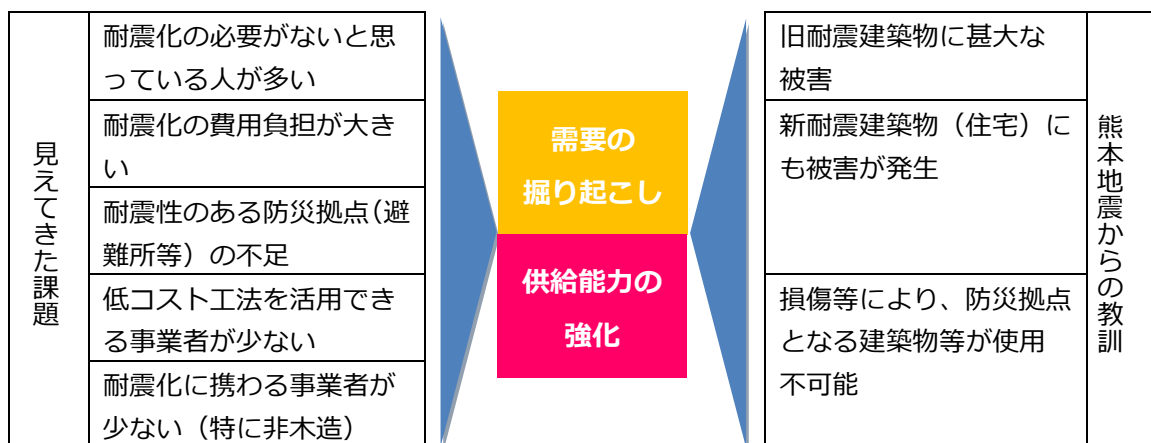 見えてきた課題
耐震化の必要がないと思
っている人が多い
耐震化の費用負担が大き
い
耐震性のある防災拠点(避
難所等)の不足
低コスト工法を活用でき
る事業者が少ない
耐震化に携わる事業者が
少ない(特に非木造)
需要の
掘り起こし
供給能力の
強化
旧耐震建築物に甚大な
被害
新耐震建築物(住宅)に
も被害が発生
損傷等により、防災拠点
となる建築物等が使用
不可能
熊本地震からの教訓